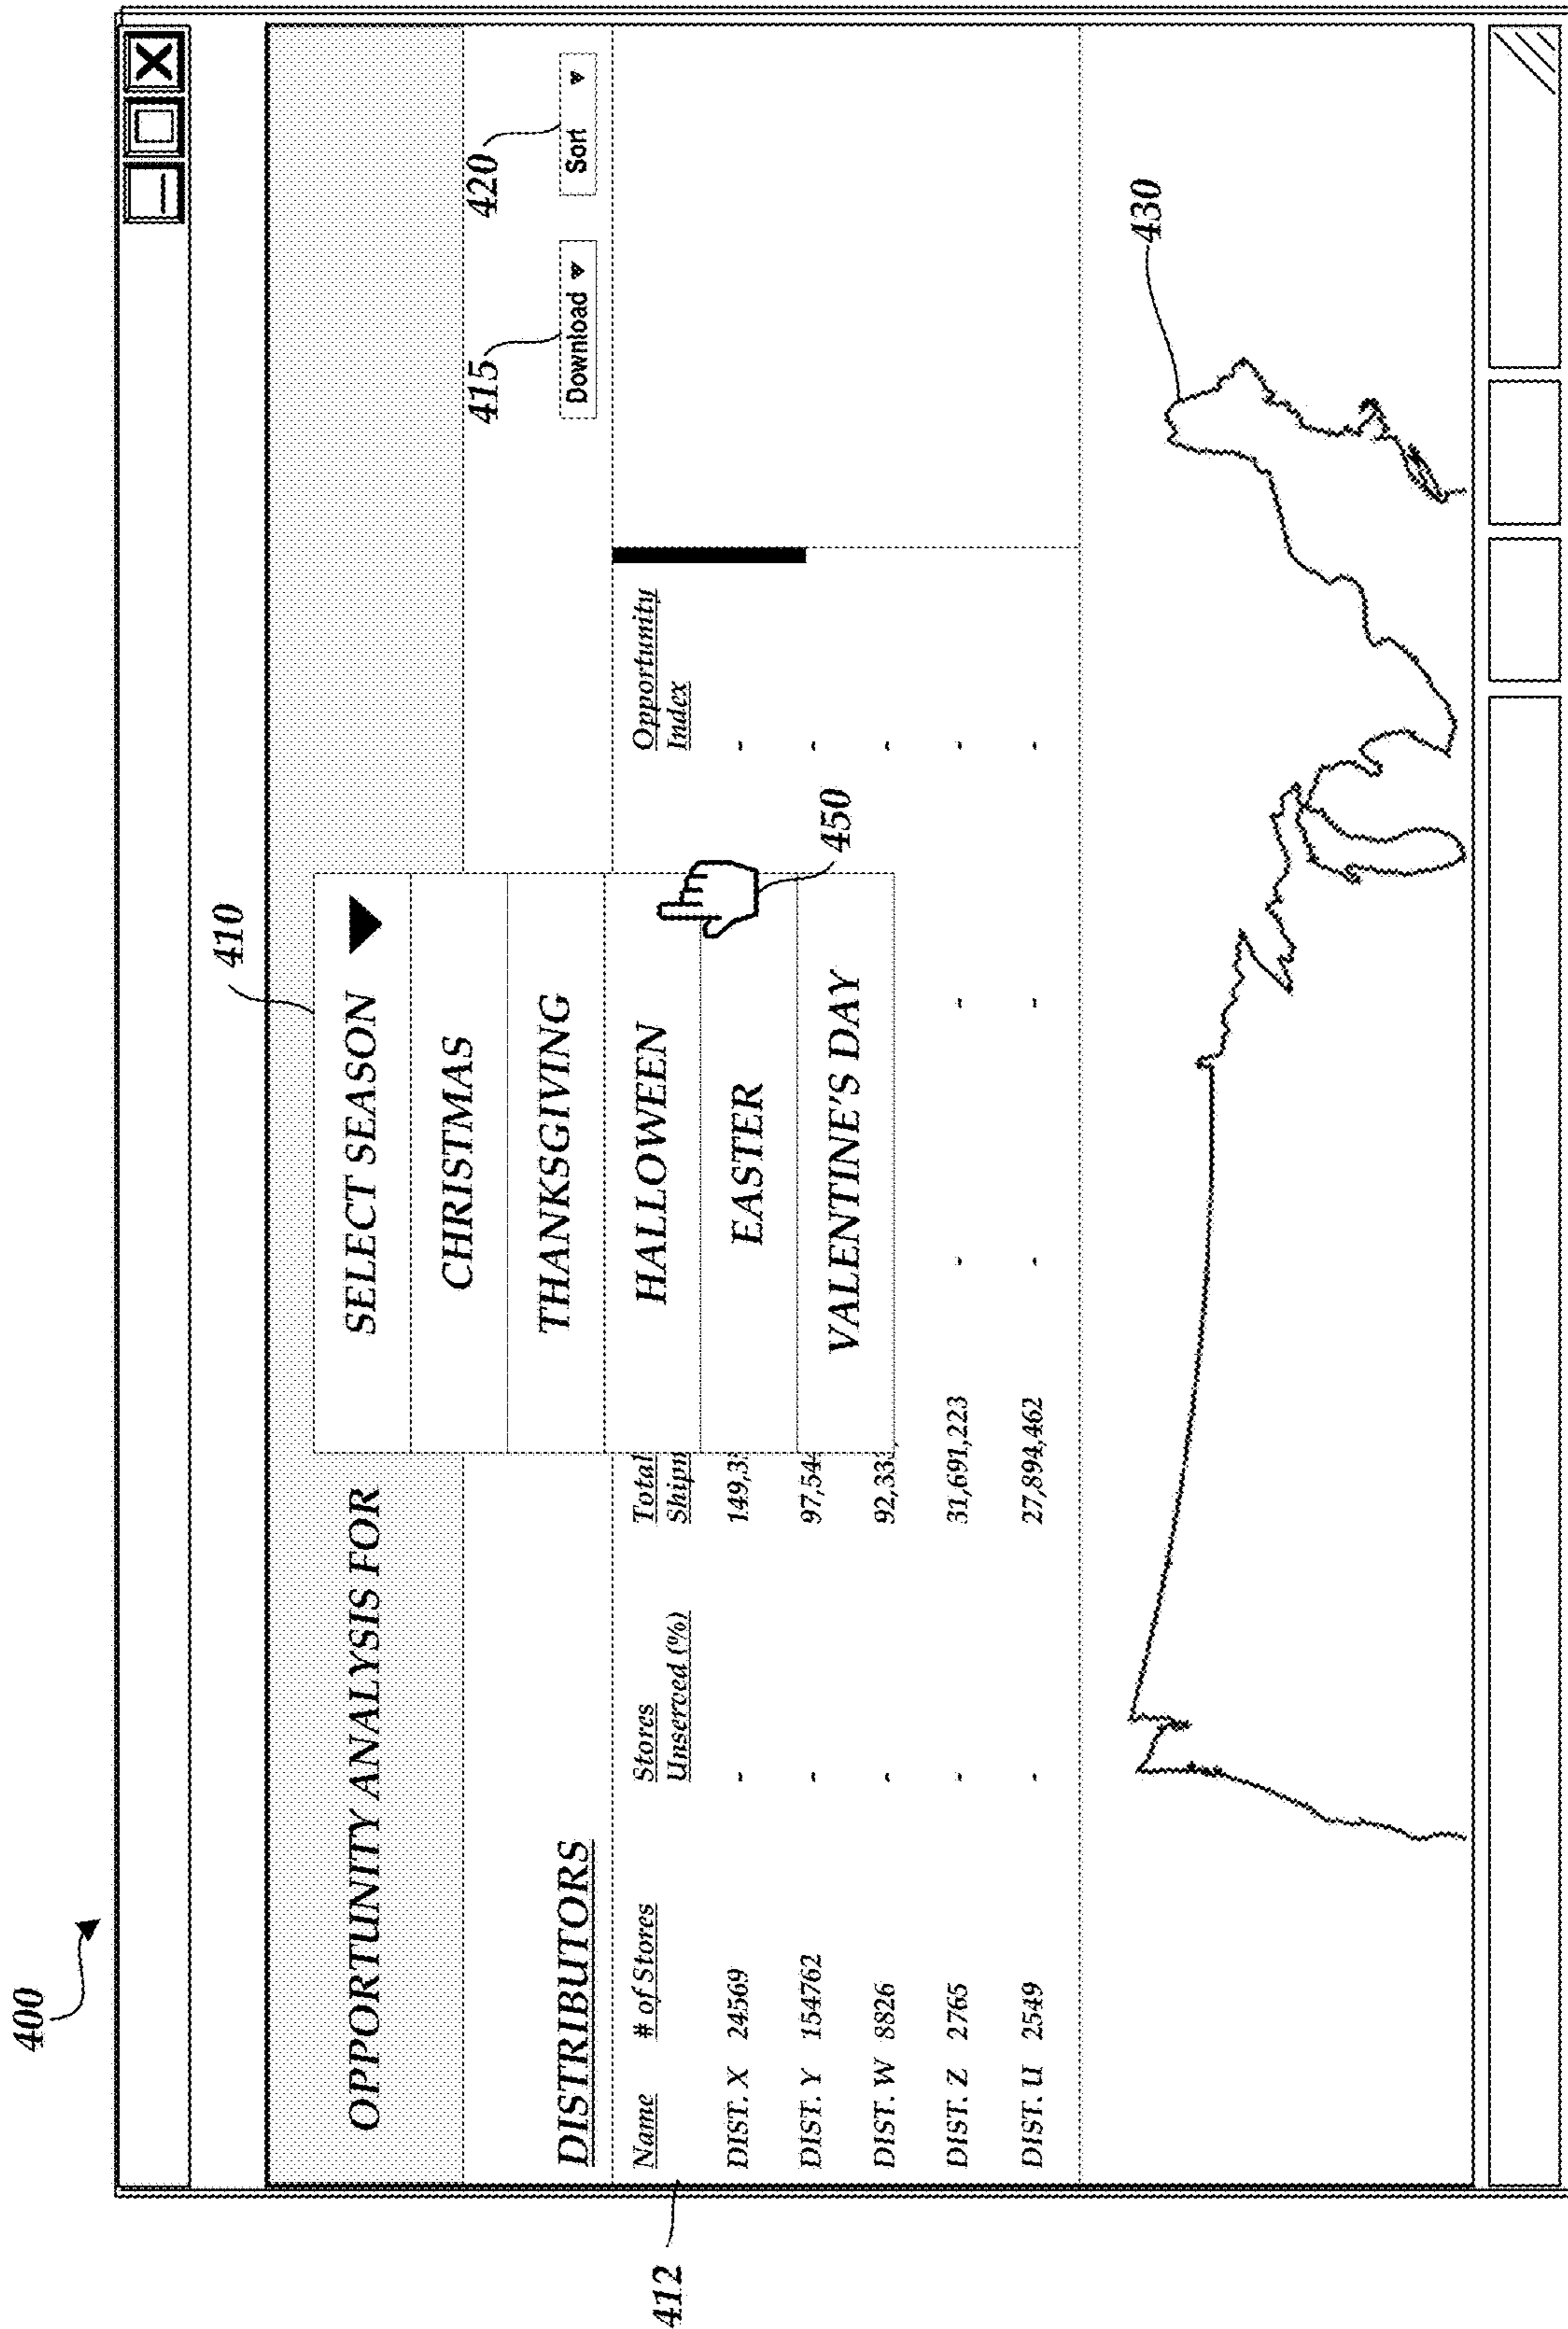 400
410
OPPORTUNITY ANALYSIS FOR
SELECT SEASON
CHRISTMAS
THANKSGIVING
HALLOWEEN
EASTER
VALENTINE'S DAY
415
420
DISTRIBUTORS
Download
Sort
412
Name # of Stores Stores Total Opportunity
Unserved (%) Shipm Index
DIST. X 24569 - 149,3 -
DIST. Y 154762 - 97,54 -
DIST. W 8826 - 92,33 -
450
DIST. Z 2765 - 31,691,223 - - -
DIST. U 2549 - 27,894,462 - - -
430